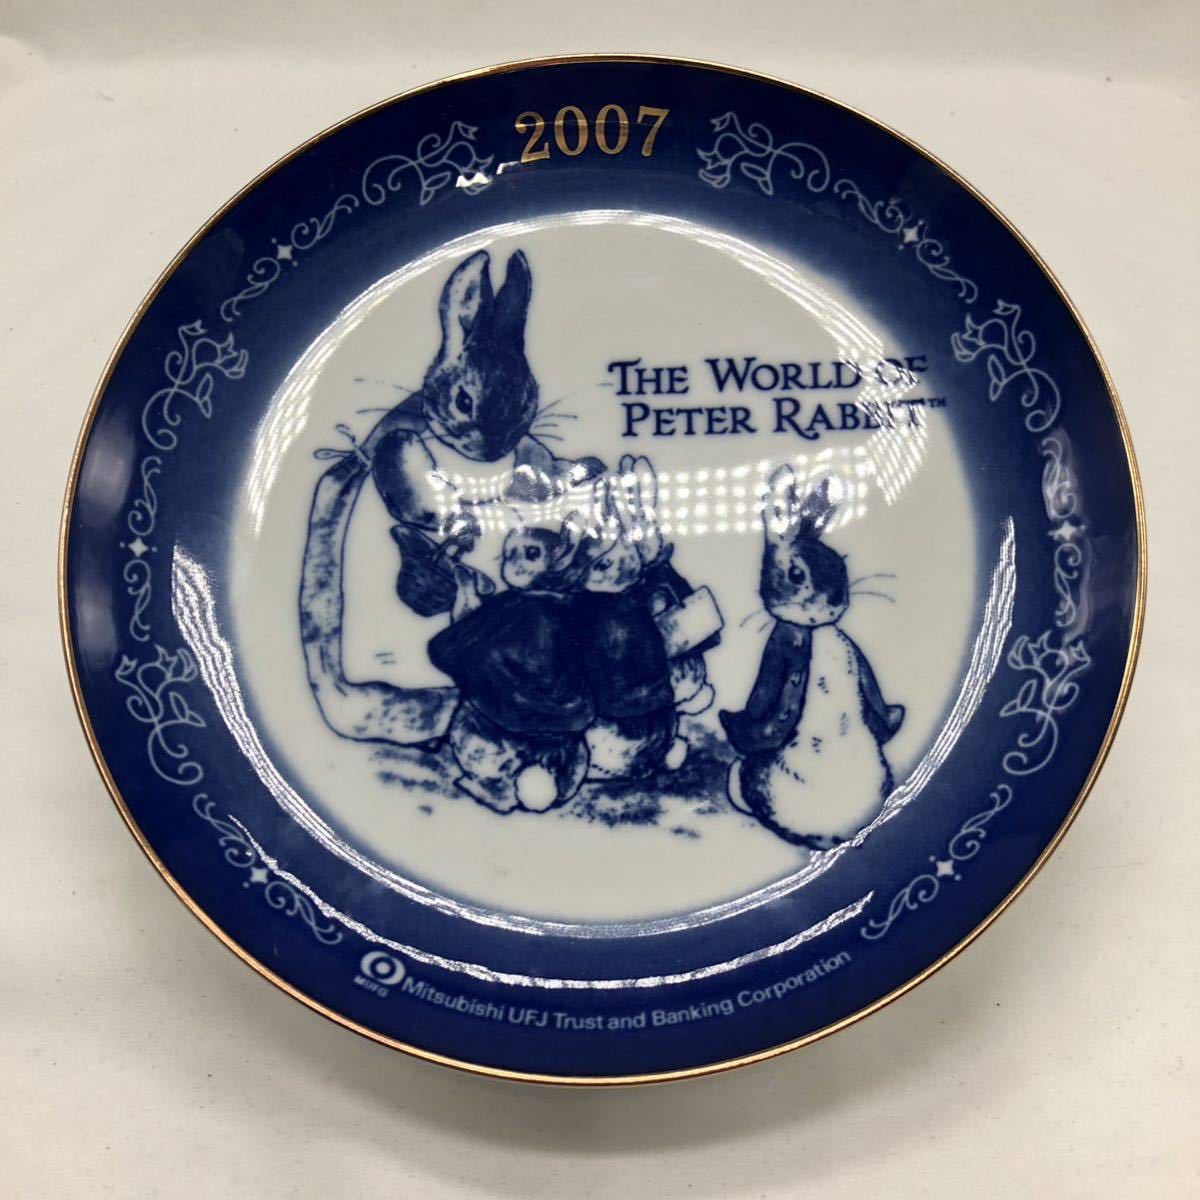 2007
THE WORLD OF
PETER RABBIT™
MUFG
Mitsubishi UFJ Trust and Banking Corporation